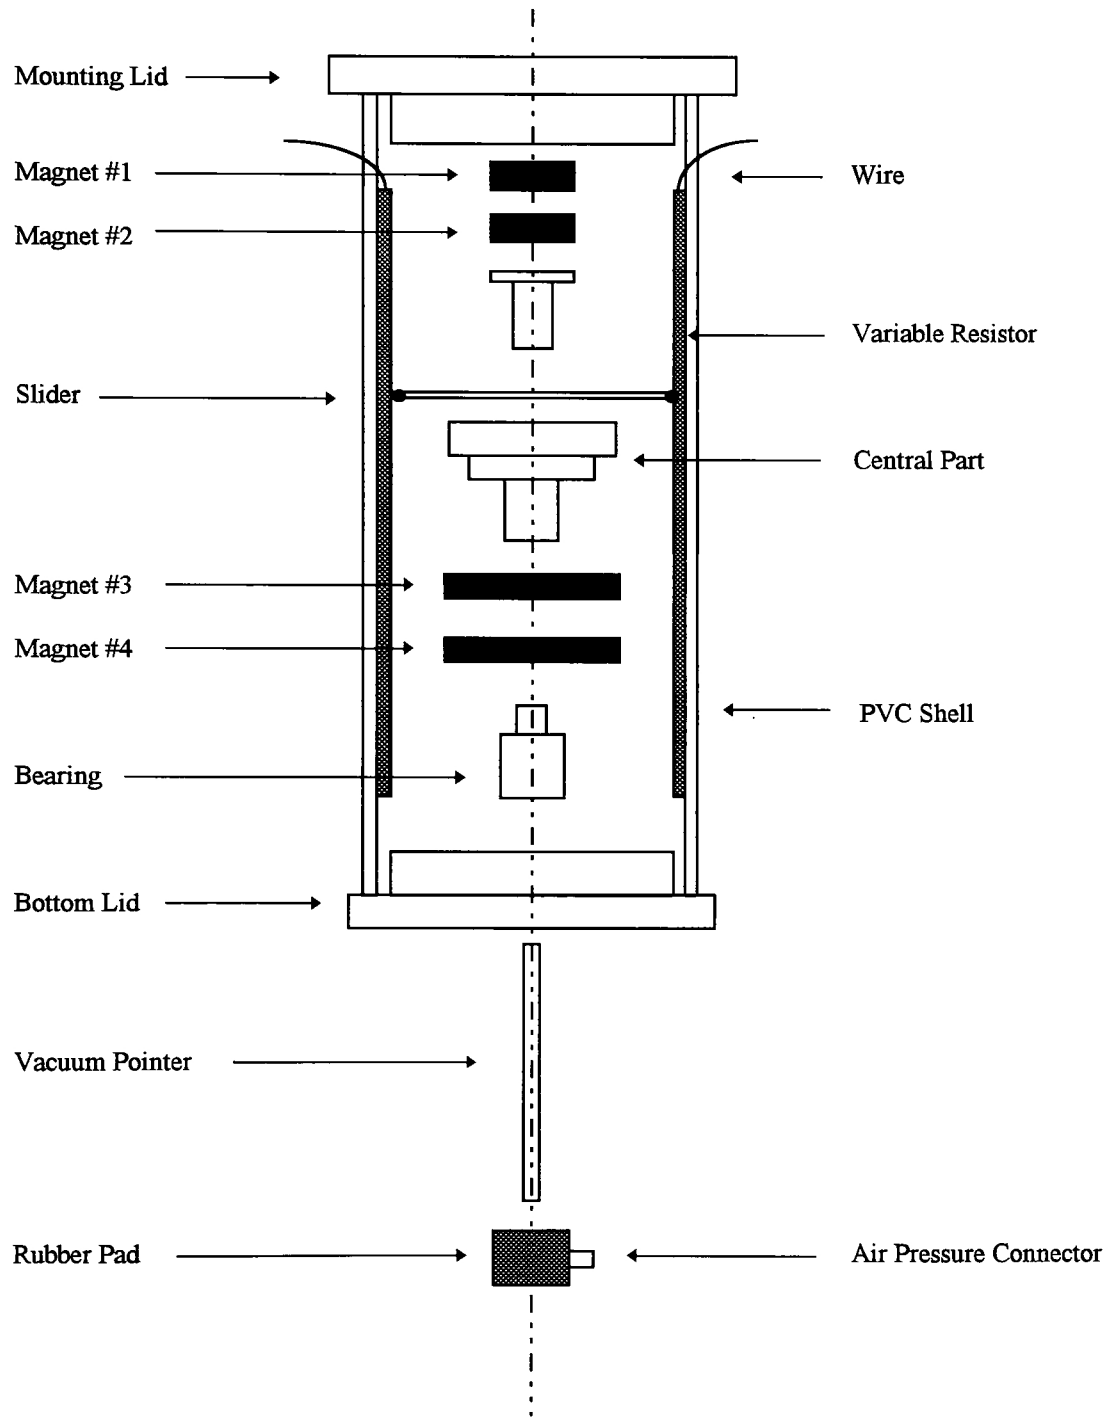 Mounting Lid
Magnet #1
Wire
Magnet #2
Variable Resistor
Slider
Central Part
Magnet #3
Magnet #4
PVC Shell
Bearing
Bottom Lid
Vacuum Pointer
Rubber Pad
Air Pressure Connector